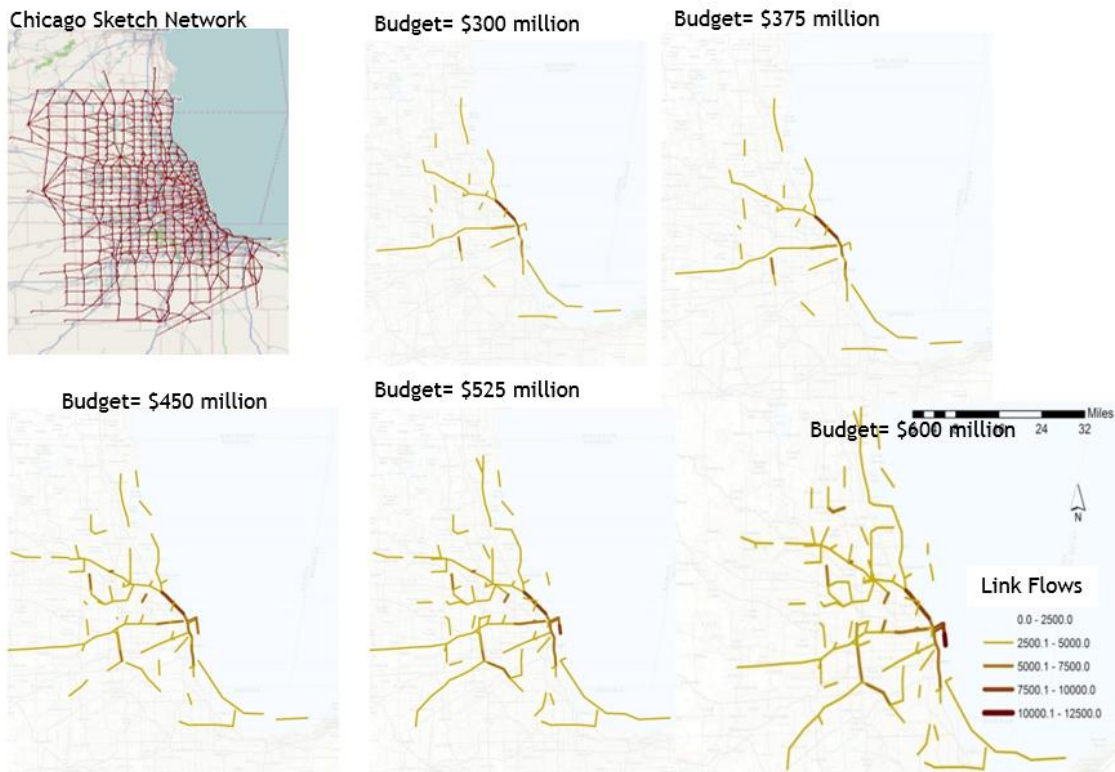 Chicago Sketch Network
Budget= $300 million
Budget= $375 million
Budget= $450 million
Budget= $525 million
Budget= $600 million
Miles
24
32
N
Link Flows
0.0 - 2500.0
2500.1 - 5000.0
5000.1 - 7500.0
7500.1 - 10000.0
10000.1 - 12500.0